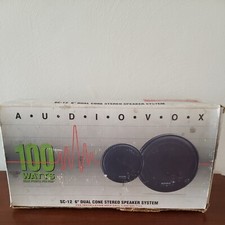 A•U•D•I•O•V•O•X
100
WATTS
SC-12 6" DUAL CONE STEREO SPEAKER SYSTEM